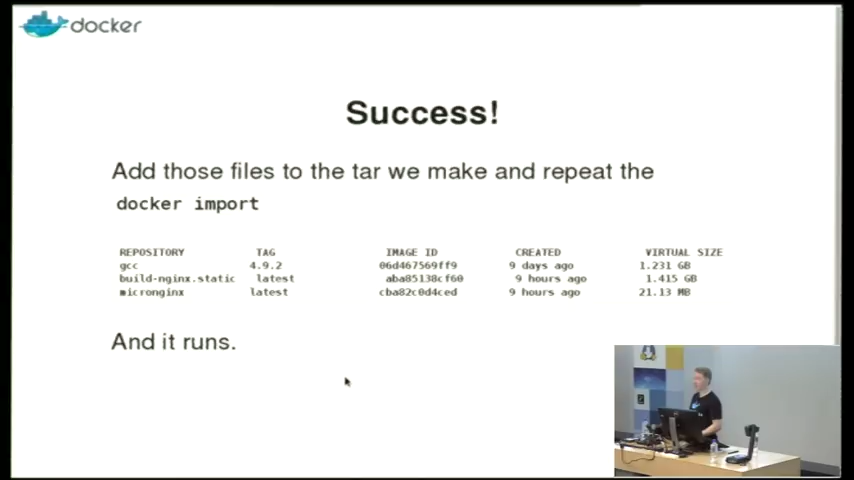 docker
Success!
Add those files to the tar we make and repeat the
docker import
REPOSITORY TAG IMAGE ID CREATED VIRTUAL SIZE
gcc 4.9.2 06d467569ff9 9 days ago 1.231 GB
build-nginx.static latest aba85138cf60 9 hours ago 1.415 GB
micronginx latest cba82c0d4ced 9 hours ago 21.13 MB
And it runs.